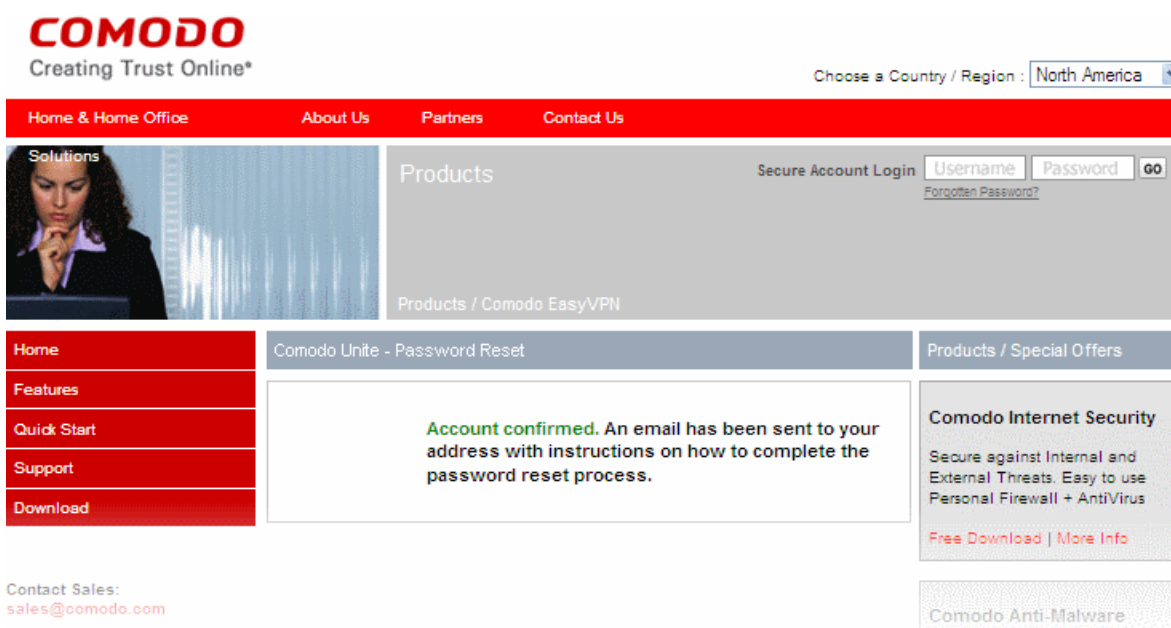 COMODO
Creating Trust Online®
Choose a Country / Region : North America
Home & Home Office About Us Partners Contact Us
Solutions
Products
Secure Account Login Username Password GO
Forgotten Password?
Products / Comodo EasyVPN
Home
Features
Quick Start
Support
Download
Comodo Unite - Password Reset
Account confirmed. An email has been sent to your
address with instructions on how to complete the
password reset process.
Products / Special Offers
Comodo Internet Security
Secure against Internal and
External Threats. Easy to use
Personal Firewall + AntiVirus
Free Download | More Info
Contact Sales:
sales@comodo.com
Comodo Anti-Malware